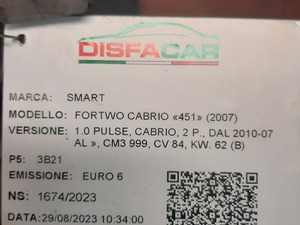 DISFACAR
MARCA: SMART
MODELLO: FORTWO CABRIO «451» (2007)
VERSIONE: 1.0 PULSE, CABRIO, 2 P., DAL 2010-07
AL », CM3 999, CV 84, KW. 62 (B)
P5: 3B21
EMISSIONE: EURO 6
NS: 1674/2023
DATA:29/08/2023 10:34:00